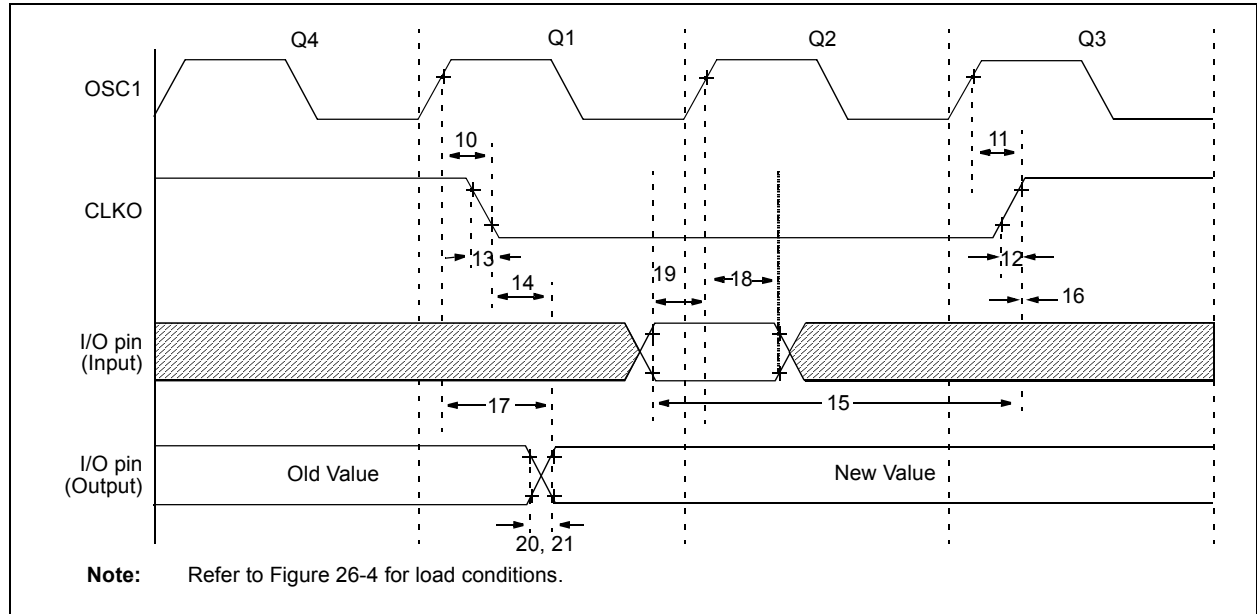 Q4 Q1 Q2 Q3
OSC1
10 11
CLKO
13 12
14 19 18 16
I/O pin
(Input)
17 15
I/O pin
(Output)
Old Value New Value
20, 21
Note: Refer to Figure 26-4 for load conditions.